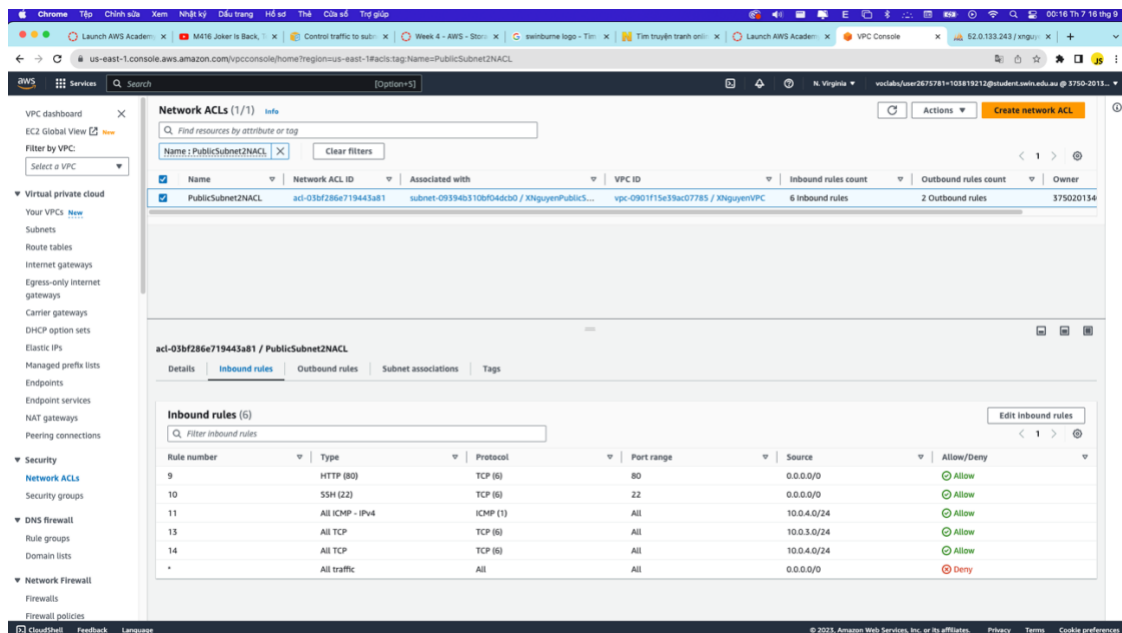 Chrome Tệp Chỉnh sửa Xem Nhật ký Dấu trang Hồ sơ Thẻ Cửa sổ Trợ giúp 00:16 Th 7 16 thg 9
Launch AWS Academ M416 Joker Is Back, Control traffic to subn Week 4 - AWS - Stora swinburne logo - Tìm Tìm truyện tranh onlin Launch AWS Academ VPC Console 52.0.133.243 / xnguy
us-east-1.console.aws.amazon.com/vpcconsole/home?region=us-east-1#acls:tag:Name=PublicSubnet2NACL
aws Services Search [Option+S] N. Virginia voclabs/user2675781=103819212@student.swin.edu.au @ 3750-2013...
VPC dashboard
EC2 Global View New
Filter by VPC:
Select a VPC
Virtual private cloud
Your VPCs New
Subnets
Route tables
Internet gateways
Egress-only internet
gateways
Carrier gateways
DHCP option sets
Elastic IPs
Managed prefix lists
Endpoints
Endpoint services
NAT gateways
Peering connections
Security
Network ACLs
Security groups
DNS firewall
Rule groups
Domain lists
Network Firewall
Firewalls
Firewall policies
Network ACLs (1/1) Info
Actions Create network ACL
Find resources by attribute or tag
Name : PublicSubnet2NACL Clear filters
1
Name Network ACL ID Associated with VPC ID Inbound rules count Outbound rules count Owner
PublicSubnet2NACL acl-03bf286e719443a81 subnet-09394b310bf04dcb0 / XNguyenPublicS... vpc-0901f15e39ac07785 / XNguyenVPC 6 Inbound rules 2 Outbound rules 375020134
acl-03bf286e719443a81 / PublicSubnet2NACL
Details Inbound rules Outbound rules Subnet associations Tags
Inbound rules (6) Edit inbound rules
Filter inbound rules 1
Rule number Type Protocol Port range Source Allow/Deny
9 HTTP (80) TCP (6) 80 0.0.0.0/0 Allow
10 SSH (22) TCP (6) 22 0.0.0.0/0 Allow
11 All ICMP - IPv4 ICMP (1) All 10.0.4.0/24 Allow
13 All TCP TCP (6) All 10.0.3.0/24 Allow
14 All TCP TCP (6) All 10.0.4.0/24 Allow
* All traffic All All 0.0.0.0/0 Deny
CloudShell Feedback Language © 2023, Amazon Web Services, Inc. or its affiliates. Privacy Terms Cookie preferences